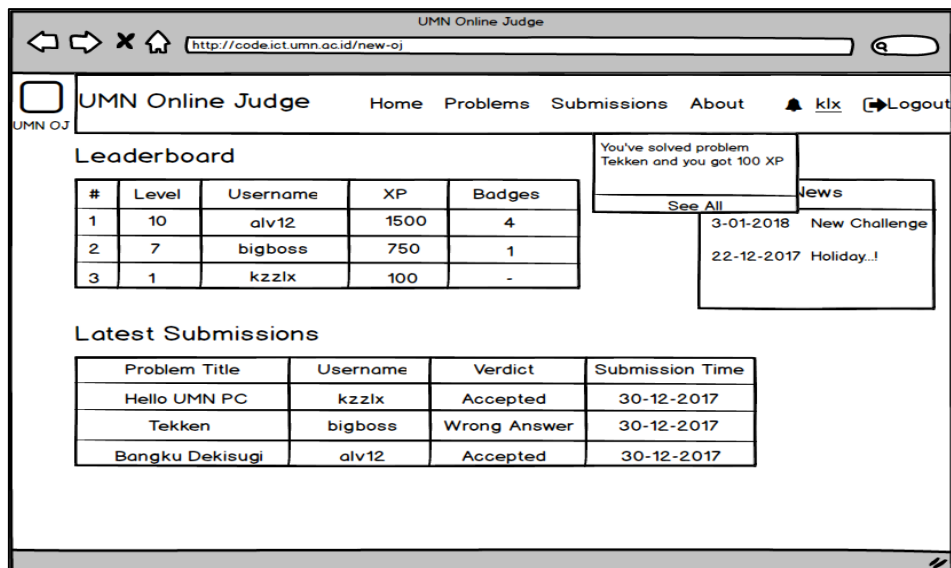 UMN Online Judge
http://code.ict.umn.ac.id/new-oj
UMN OJ
UMN Online Judge Home Problems Submissions About klx Logout
You've solved problem
Tekken and you got 100 XP
See All
Leaderboard
# Level Username XP Badges
1 10 alv12 1500 4
2 7 bigboss 750 1
3 1 kzzlx 100 -
News
3-01-2018 New Challenge
22-12-2017 Holiday...!
Latest Submissions
Problem Title Username Verdict Submission Time
Hello UMN PC kzzlx Accepted 30-12-2017
Tekken bigboss Wrong Answer 30-12-2017
Bangku Dekisugi alv12 Accepted 30-12-2017